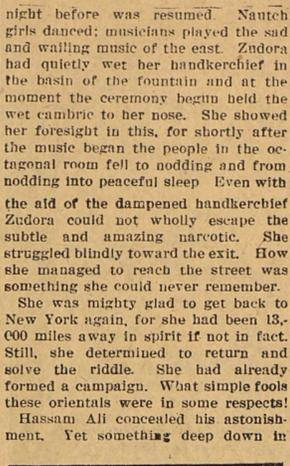 night before was resumed. Nautch
girls danced; musicians played the sad
and wailing music of the east. Zudora
had quietly wet her handkerchief in
the basin of the fountain and at the
moment the ceremony begun held the
wet cambric to her nose. She showed
her foresight in this, for shortly after
the music began the people in the oc-
tagonal room fell to nodding and from
nodding into peaceful sleep Even with
the aid of the dampened handkerchief
Zudora could not wholly escape the
subtle and amazing narcotic. She
struggled blindly toward the exit. How
she managed to reach the street was
something she could never remember.
She was mighty glad to get back to
New York again, for she had been 13,-
000 miles away in spirit if not in fact.
Still, she determined to return and
solve the riddle. She had already
formed a campaign. What simple fools
these orientals were in some respects!
Hassam Ali concealed his astonish-
ment. Yet something deep down in